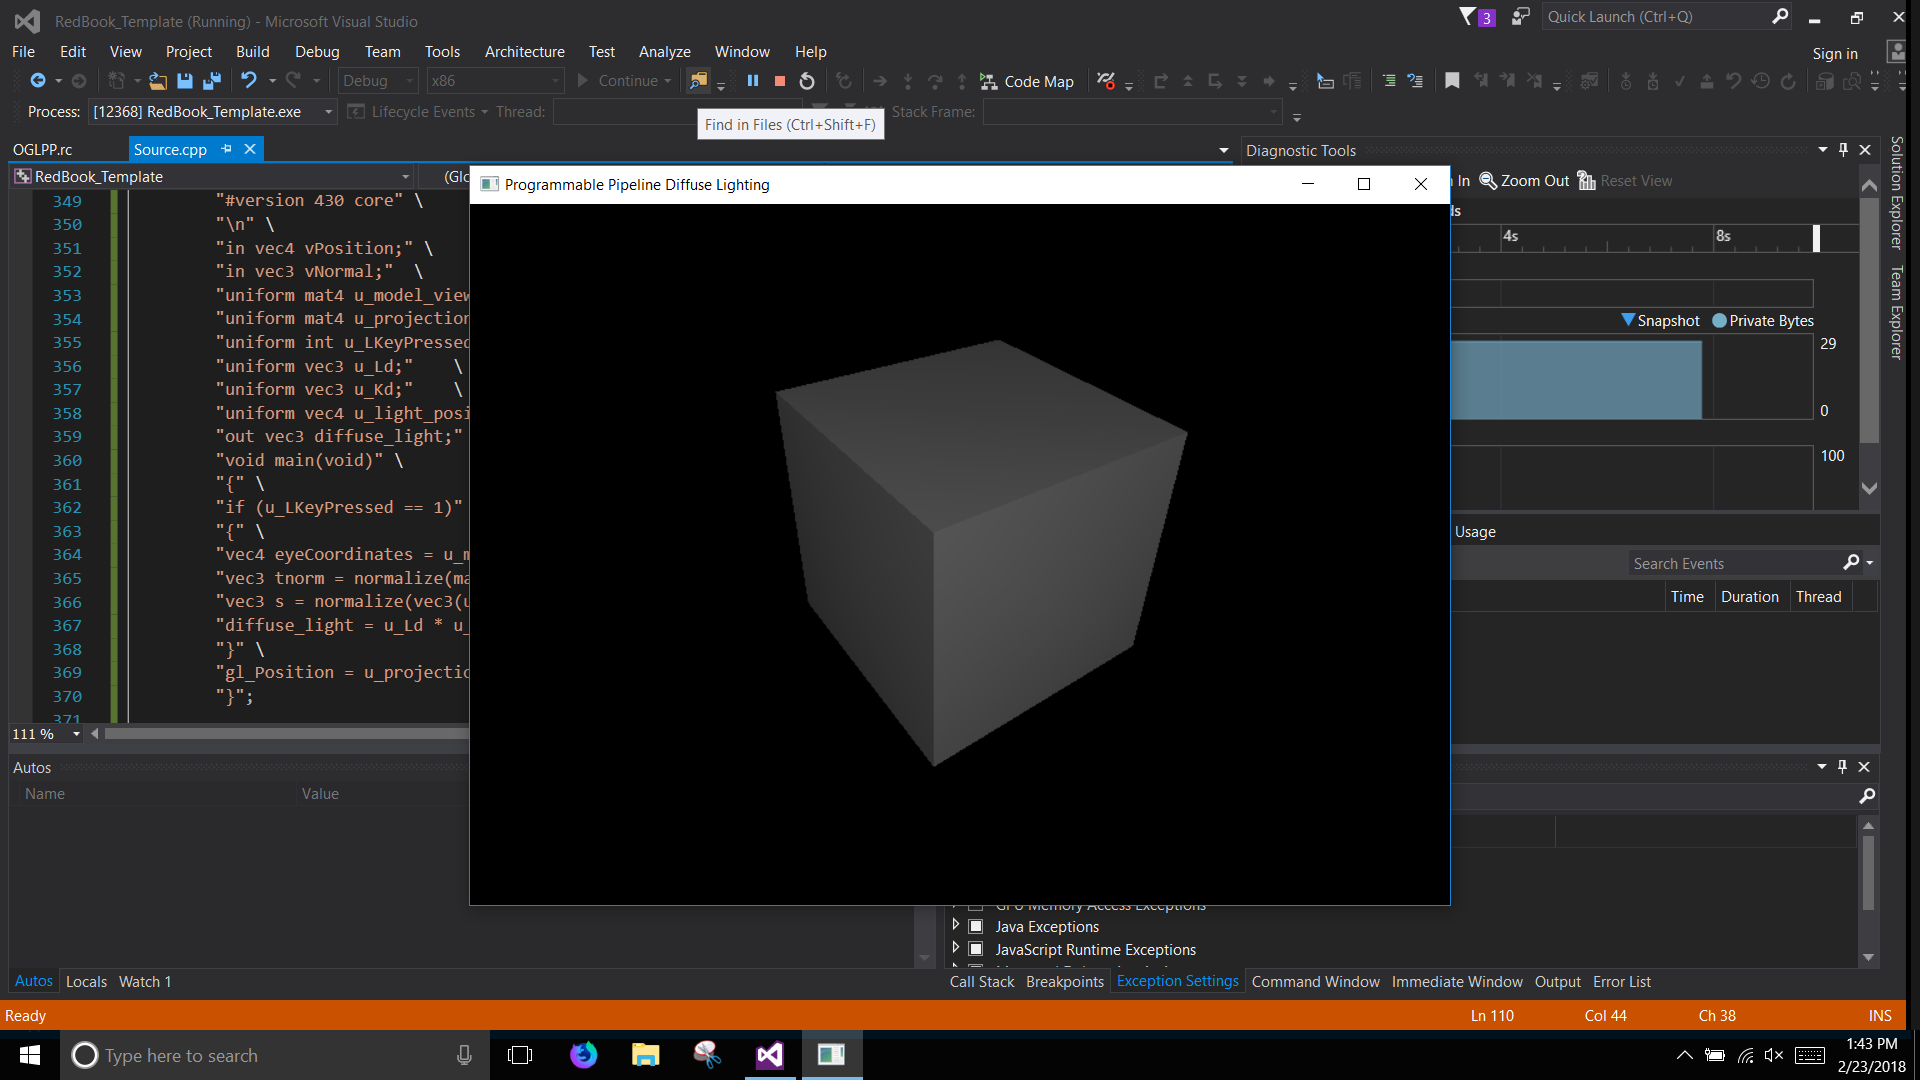 RedBook_Template (Running) - Microsoft Visual Studio
3
Quick Launch (Ctrl+Q)
File Edit View Project Build Debug Team Tools Architecture Test Analyze Window Help
Sign in
Debug x86 Continue Code Map
Process: [12368] RedBook_Template.exe Lifecycle Events Thread: Stack Frame:
Find in Files (Ctrl+Shift+F)
OGLPP.rc Source.cpp
Diagnostic Tools
RedBook_Template (Glo
Programmable Pipeline Diffuse Lighting
In Zoom Out Reset View
ds
4s 8s
Snapshot Private Bytes
29
0
100
Solution Explorer
Team Explorer
349 "#version 430 core" \
350 "\n" \
351 "in vec4 vPosition;" \
352 "in vec3 vNormal;" \
353 "uniform mat4 u_model_view
354 "uniform mat4 u_projection
355 "uniform int u_LKeyPressed
356 "uniform vec3 u_Ld;" \
357 "uniform vec3 u_Kd;" \
358 "uniform vec4 u_light_posi
359 "out vec3 diffuse_light;"
360 "void main(void)" \
361 "{" \
362 "if (u_LKeyPressed == 1)"
363 "{" \
364 "vec4 eyeCoordinates = u_m
365 "vec3 tnorm = normalize(ma
366 "vec3 s = normalize(vec3(u
367 "diffuse_light = u_Ld * u_
368 "}" \
369 "gl_Position = u_projectio
370 "}";
371
111 %
Usage
Search Events
Time Duration Thread
Autos
Name Value
GPU Memory Access Exceptions
Java Exceptions
JavaScript Runtime Exceptions
Autos Locals Watch 1
Call Stack Breakpoints Exception Settings Command Window Immediate Window Output Error List
Ready Ln 110 Col 44 Ch 38 INS
Type here to search
1:43 PM
2/23/2018